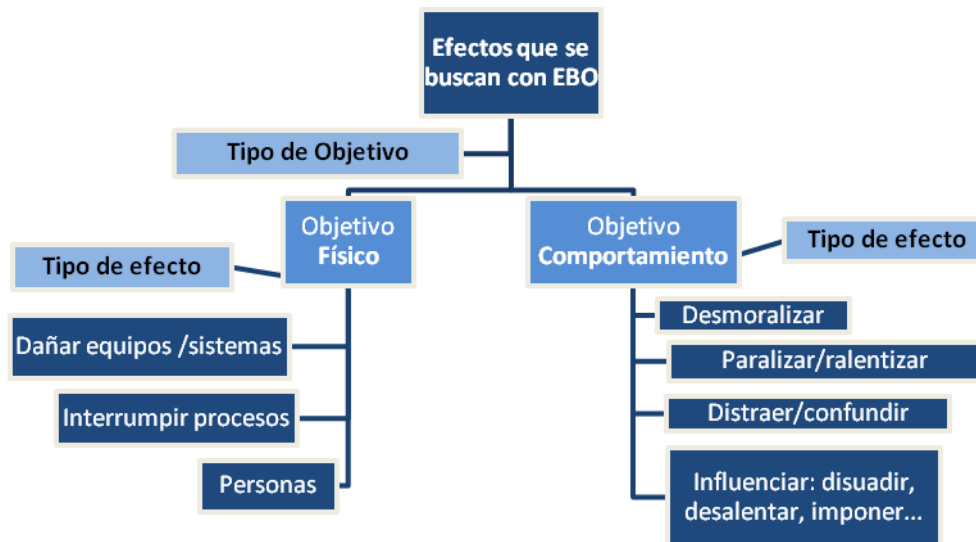 Efectos que se
buscan con EBO
Tipo de Objetivo
Objetivo
Físico
Objetivo
Comportamiento
Tipo de efecto
Tipo de efecto
Dañar equipos /sistemas
Interrumpir procesos
Personas
Desmoralizar
Paralizar/ralentizar
Distraer/confundir
Influenciar: disuadir,
desalentar, imponer...